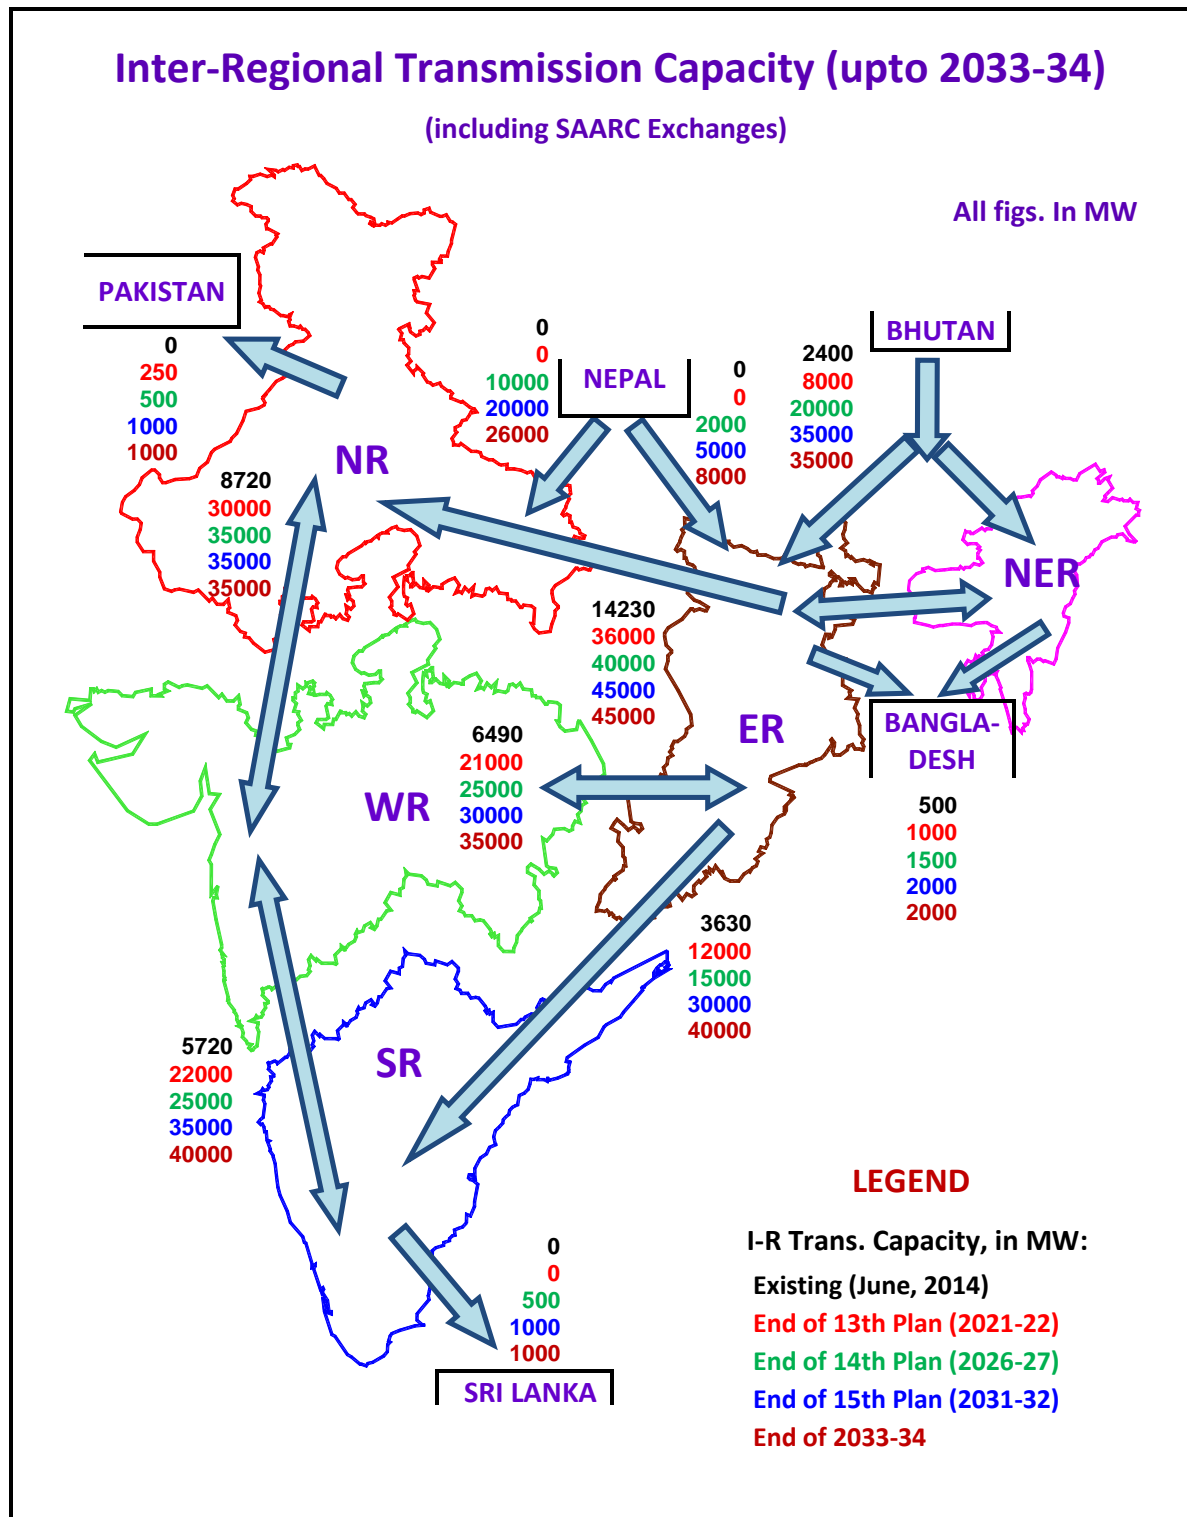 Inter-Regional Transmission Capacity (upto 2033-34)
(including SAARC Exchanges)
All figs. In MW
PAKISTAN
0
250
500
1000
1000
0
0
10000
20000
26000
NEPAL
0
0
2000
5000
8000
2400
8000
20000
35000
35000
BHUTAN
NR
8720
30000
35000
35000
35000
NER
14230
36000
40000
45000
45000
ER
BANGLA-
DESH
500
1000
1500
2000
2000
WR
6490
21000
25000
30000
35000
3630
12000
15000
30000
40000
5720
22000
25000
35000
40000
SR
0
0
500
1000
1000
SRI LANKA
LEGEND
I-R Trans. Capacity, in MW:
Existing (June, 2014)
End of 13th Plan (2021-22)
End of 14th Plan (2026-27)
End of 15th Plan (2031-32)
End of 2033-34